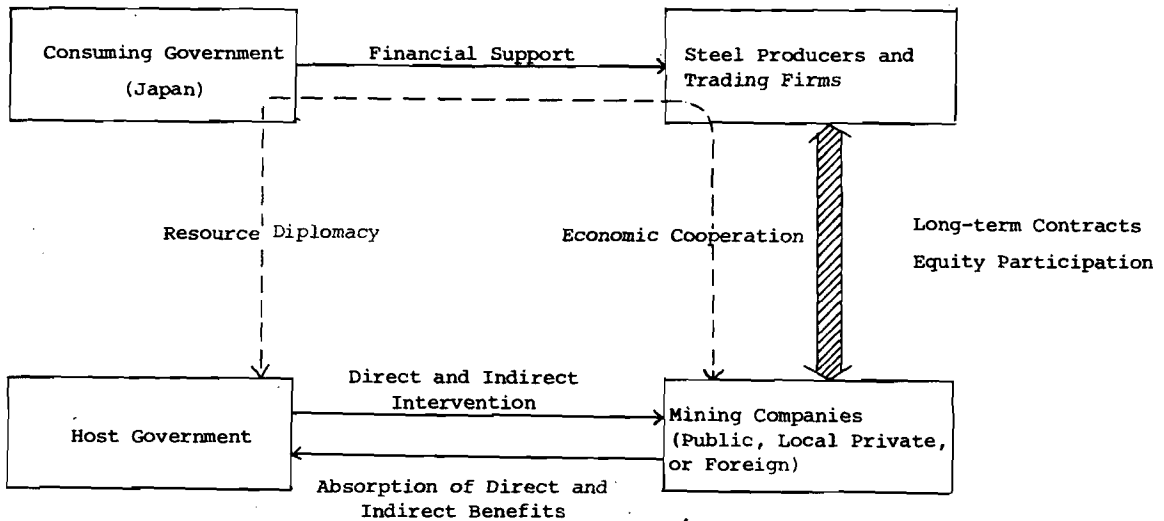 Consuming Government
(Japan)
Financial Support
Steel Producers and
Trading Firms
Resource Diplomacy
Economic Cooperation
Long-term Contracts
Equity Participation
Host Government
Direct and Indirect
Intervention
Absorption of Direct and
Indirect Benefits
Mining Companies
(Public, Local Private,
or Foreign)